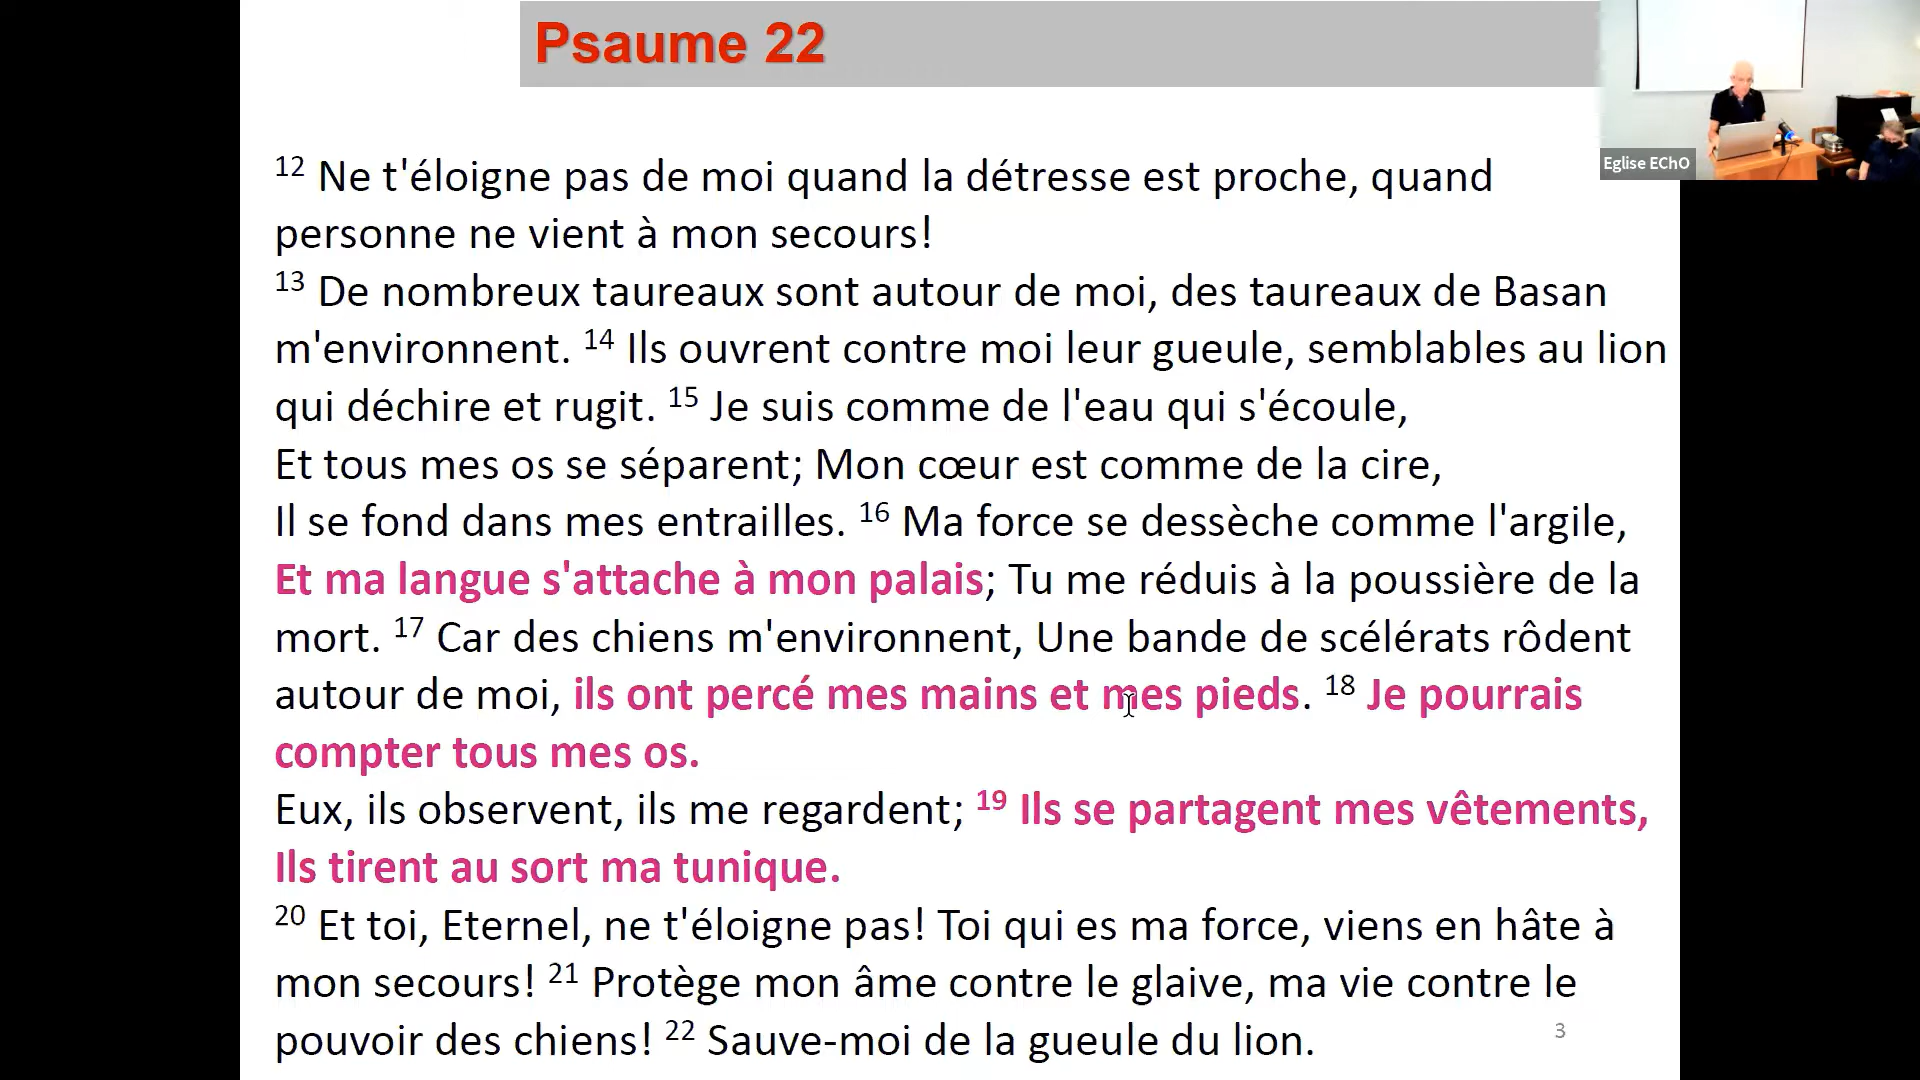 Psaume 22
Eglise EChO
12 Ne t'éloigne pas de moi quand la détresse est proche, quand
personne ne vient à mon secours!
13 De nombreux taureaux sont autour de moi, des taureaux de Basan
m'environnent. 14 Ils ouvrent contre moi leur gueule, semblables au lion
qui déchire et rugit. 15 Je suis comme de l'eau qui s'écoule,
Et tous mes os se séparent; Mon cœur est comme de la cire,
Il se fond dans mes entrailles. 16 Ma force se dessèche comme l'argile,
Et ma langue s'attache à mon palais; Tu me réduis à la poussière de la
mort. 17 Car des chiens m'environnent, Une bande de scélérats rôdent
autour de moi, ils ont percé mes mains et mes pieds. 18 Je pourrais
compter tous mes os.
Eux, ils observent, ils me regardent; 19 Ils se partagent mes vêtements,
Ils tirent au sort ma tunique.
20 Et toi, Eternel, ne t'éloigne pas! Toi qui es ma force, viens en hâte à
mon secours! 21 Protège mon âme contre le glaive, ma vie contre le
pouvoir des chiens! 22 Sauve-moi de la gueule du lion.
3